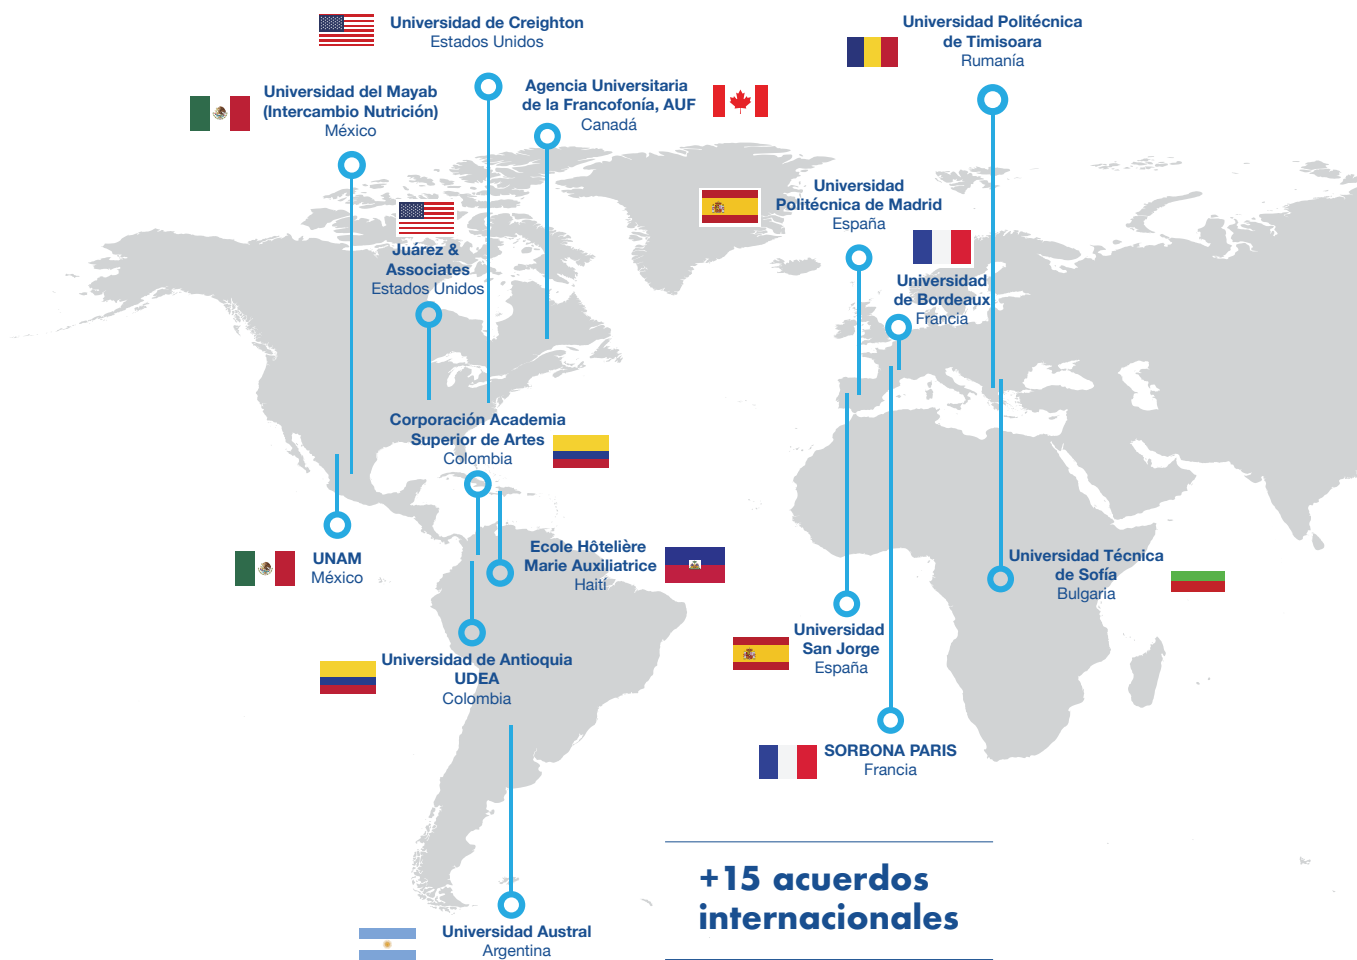 Universidad de Creighton
Estados Unidos
Universidad Politécnica
de Timisoara
Rumanía
Universidad del Mayab
(Intercambio Nutrición)
México
Agencia Universitaria
de la Francofonía, AUF
Canadá
Universidad
Politécnica de Madrid
España
Juárez &
Associates
Estados Unidos
Universidad
de Bordeaux
Francia
Corporación Academia
Superior de Artes
Colombia
UNAM
México
Ecole Hôtelière
Marie Auxiliatrice
Haití
Universidad Técnica
de Sofía
Bulgaria
Universidad
San Jorge
España
Universidad de Antioquia
UDEA
Colombia
SORBONA PARIS
Francia
+15 acuerdos
internacionales
Universidad Austral
Argentina